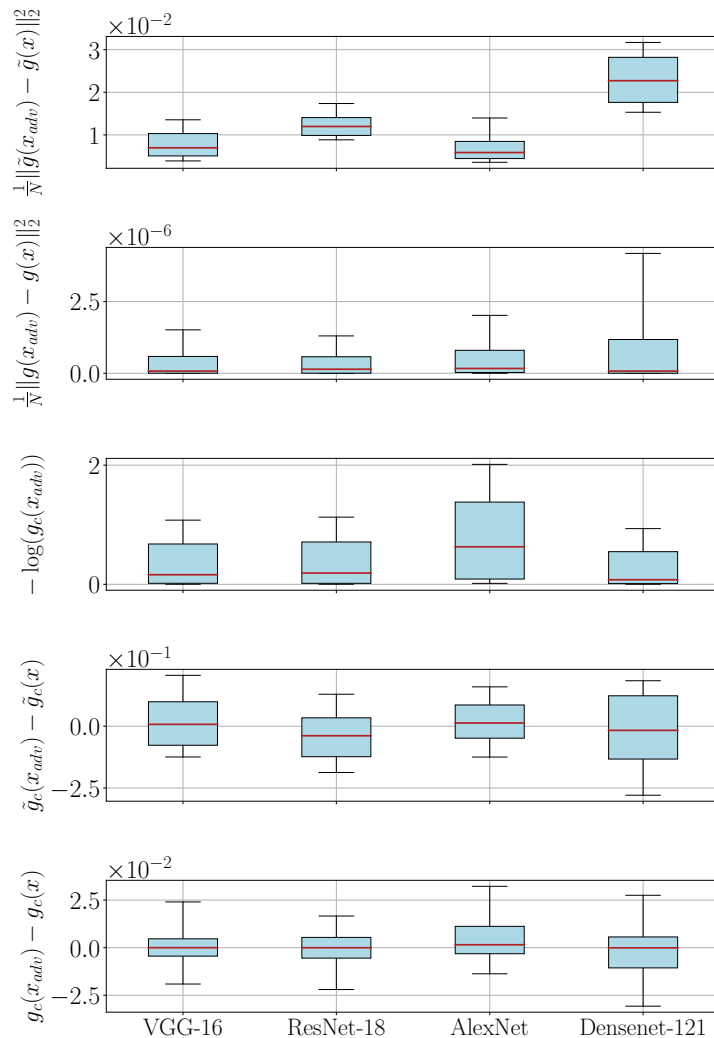 ×10⁻²
3
2
1
1/N ||g̃(x_adv) − g̃(x)||₂²
×10⁻⁶
2.5
0.0
1/N ||g(x_adv) − g(x)||₂²
2
0
− log(g_c(x_adv))
×10⁻¹
0.0
−2.5
g̃_c(x_adv) − g̃_c(x)
×10⁻²
2.5
0.0
−2.5
g_c(x_adv) − g_c(x)
VGG-16 ResNet-18 AlexNet Densenet-121